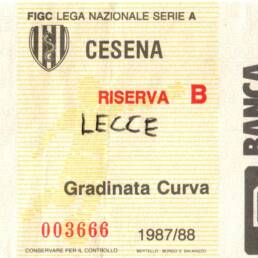 FIGC LEGA NAZIONALE SERIE A
CESENA
RISERVA B
LECCE
Gradinata Curva
003666 1987/88
CONSERVARE PER IL CONTROLLO
BANCA